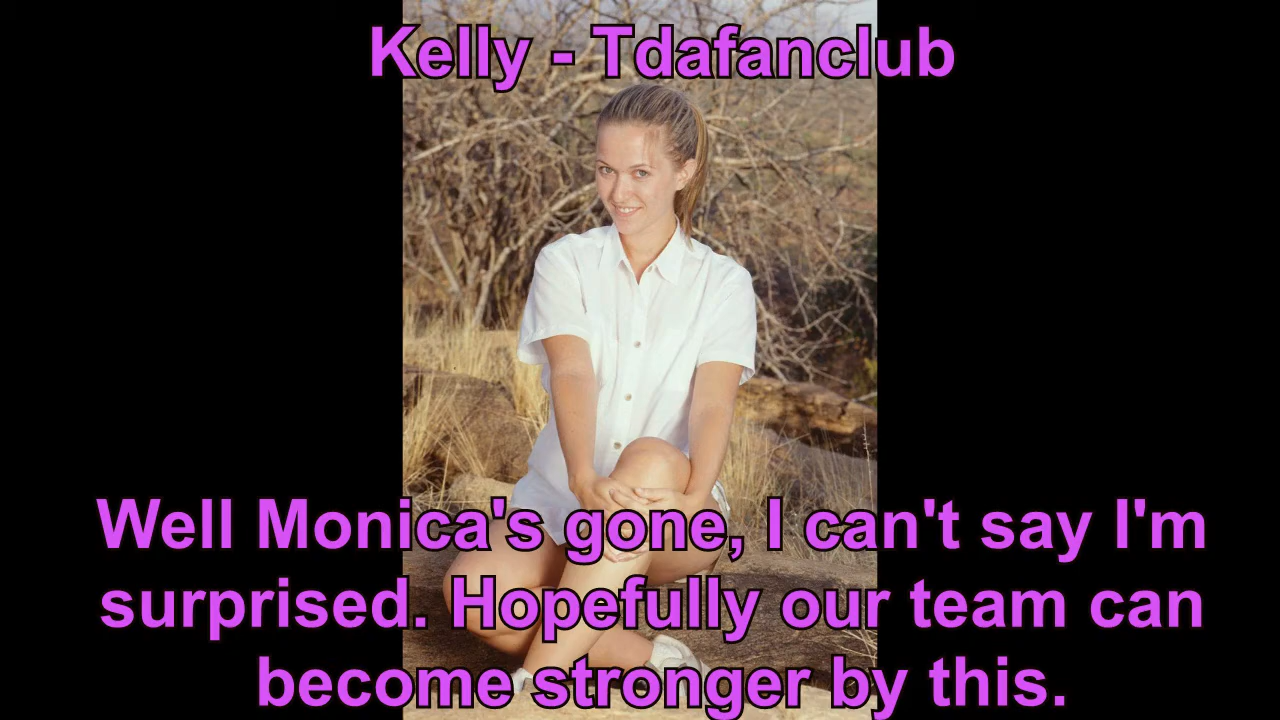 Kelly - Tdafanclub
Well Monica's gone, I can't say I'm
surprised. Hopefully our team can
become stronger by this.